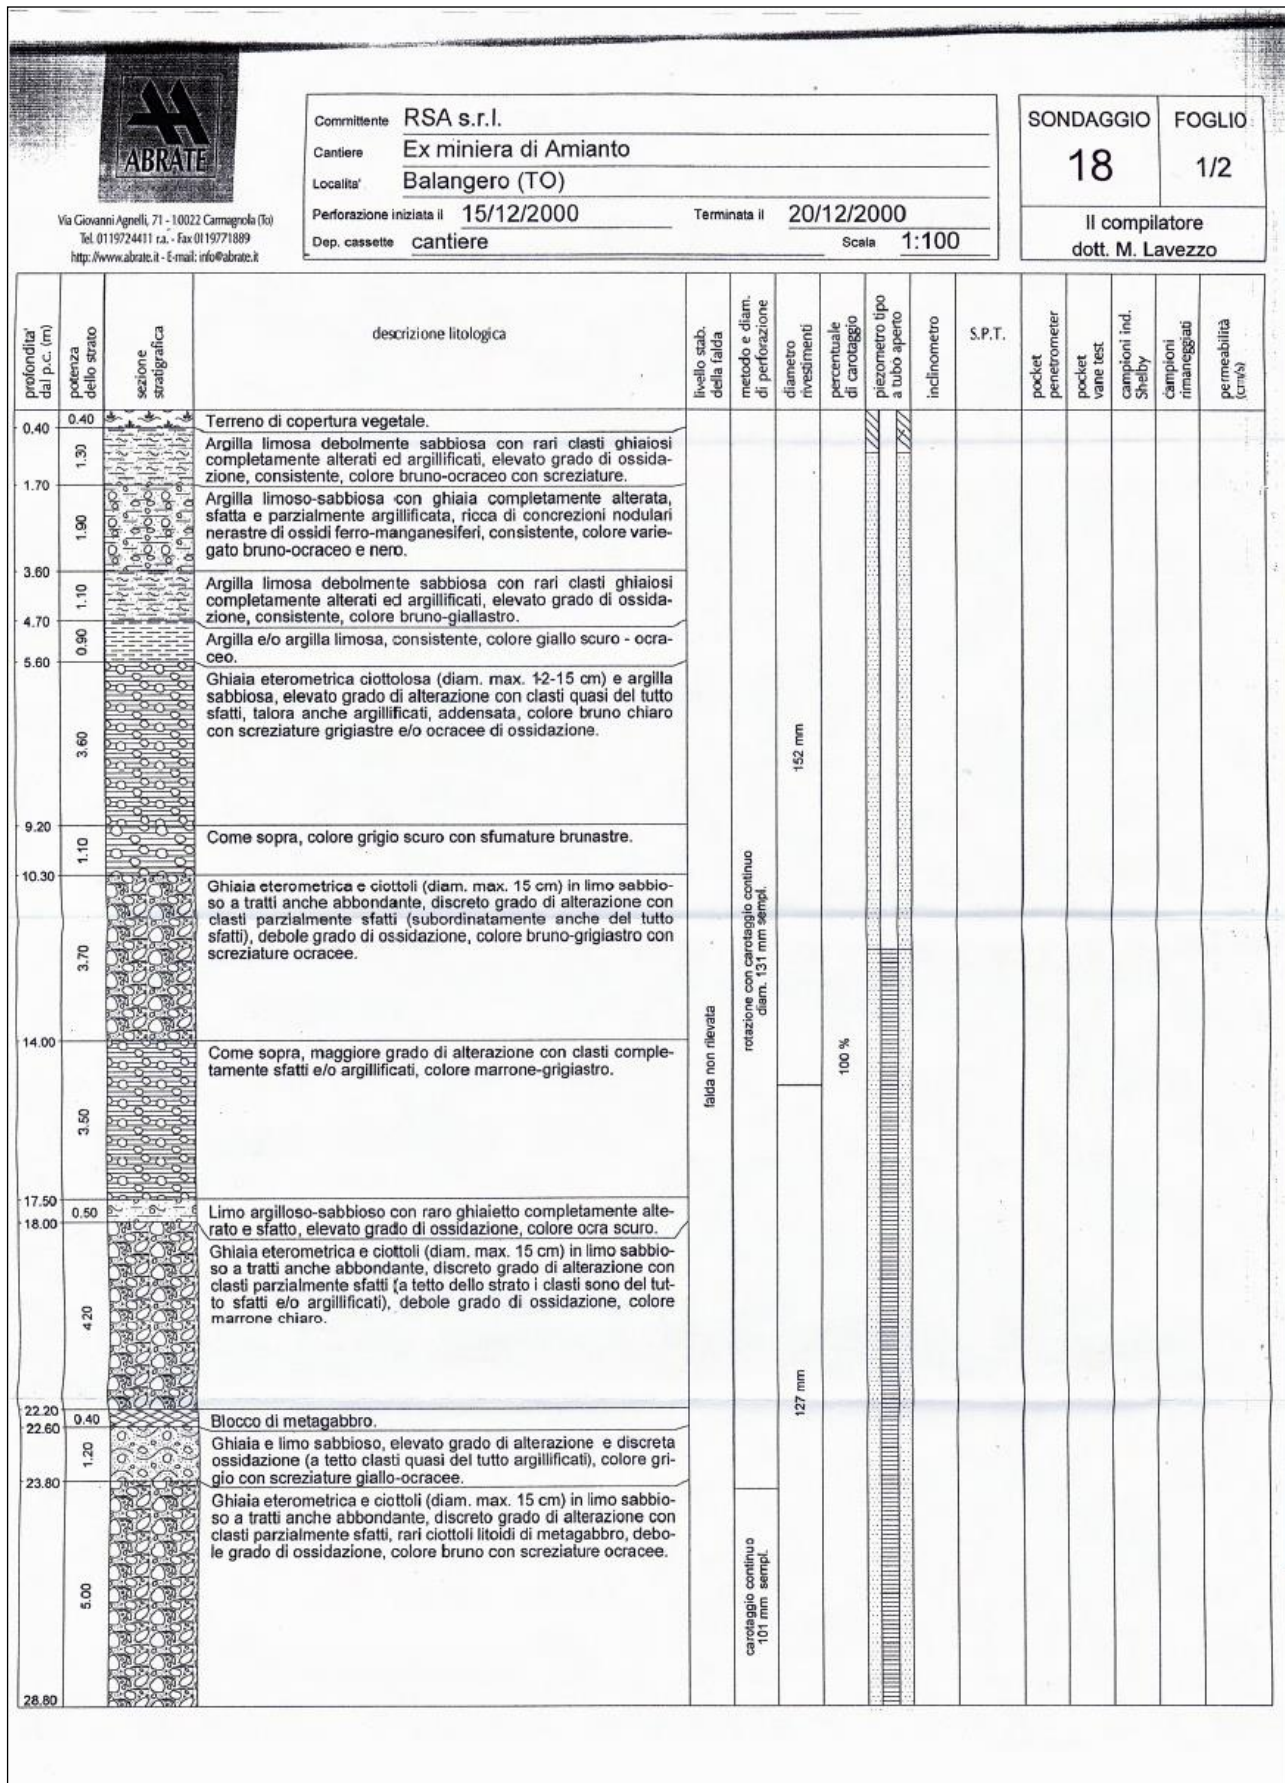 ABRATE
Via Giovanni Agnelli, 71 - 10022 Carmagnola (To)
Tel. 0119724411 r.a. - Fax 0119771889
http: //www.abrate.it - E-mail: info@abrate.it
Committente RSA s.r.l.
Cantiere Ex miniera di Amianto
Localita' Balangero (TO)
Perforazione iniziata il 15/12/2000 Terminata il 20/12/2000
Dep. cassette cantiere Scala 1:100
SONDAGGIO FOGLIO
18 1/2
Il compilatore
dott. M. Lavezzo
profondita' dal p.c. (m)
potenza dello strato
sezione stratigrafica
descrizione litologica
livello stab. della falda
metodo e diam. di perforazione
diametro rivestimenti
percentuale di carotaggio
piezometro tipo a tubo aperto
inclinometro
S.P.T.
pocket penetrometer
pocket vane test
campioni ind. Shelby
campioni rimaneggiati
permeabilità (cm/s)
0.40
0.40
Terreno di copertura vegetale.
1.30
Argilla limosa debolmente sabbiosa con rari clasti ghiaiosi
completamente alterati ed argillificati, elevato grado di ossida-
zione, consistente, colore bruno-ocraceo con screziature.
1.70
1.90
Argilla limoso-sabbiosa con ghiaia completamente alterata,
sfatta e parzialmente argillificata, ricca di concrezioni nodulari
nerastre di ossidi ferro-manganesiferi, consistente, colore varie-
gato bruno-ocraceo e nero.
3.60
1.10
Argilla limosa debolmente sabbiosa con rari clasti ghiaiosi
completamente alterati ed argillificati, elevato grado di ossida-
zione, consistente, colore bruno-giallastro.
4.70
0.90
Argilla e/o argilla limosa, consistente, colore giallo scuro - ocra-
ceo.
5.60
3.60
Ghiaia eterometrica ciottolosa (diam. max. 12-15 cm) e argilla
sabbiosa, elevato grado di alterazione con clasti quasi del tutto
sfatti, talora anche argillificati, addensata, colore bruno chiaro
con screziature grigiastre e/o ocracee di ossidazione.
152 mm
9.20
1.10
Come sopra, colore grigio scuro con sfumature brunastre.
10.30
3.70
Ghiaia eterometrica e ciottoli (diam. max. 15 cm) in limo sabbio-
so a tratti anche abbondante, discreto grado di alterazione con
clasti parzialmente sfatti (subordinatamente anche del tutto
sfatti), debole grado di ossidazione, colore bruno-grigiastro con
screziature ocracee.
rotazione con carotaggio continuo
diam. 131 mm sempl.
14.00
3.50
Come sopra, maggiore grado di alterazione con clasti comple-
tamente sfatti e/o argillificati, colore marrone-grigiastro.
falda non rilevata
100 %
17.50
0.50
Limo argilloso-sabbioso con raro ghiaietto completamente alte-
rato e sfatto, elevato grado di ossidazione, colore ocra scuro.
18.00
4.20
Ghiaia eterometrica e ciottoli (diam. max. 15 cm) in limo sabbio-
so a tratti anche abbondante, discreto grado di alterazione con
clasti parzialmente sfatti (a tetto dello strato i clasti sono del tut-
to sfatti e/o argillificati), debole grado di ossidazione, colore
marrone chiaro.
127 mm
22.20
0.40
Blocco di metagabbro.
22.60
1.20
Ghiaia e limo sabbioso, elevato grado di alterazione e discreta
ossidazione (a tetto clasti quasi del tutto argillificati), colore gri-
gio con screziature giallo-ocracee.
23.80
5.00
Ghiaia eterometrica e ciottoli (diam. max. 15 cm) in limo sabbio-
so a tratti anche abbondante, discreto grado di alterazione con
clasti parzialmente sfatti, rari ciottoli litoidi di metagabbro, debo-
le grado di ossidazione, colore bruno con screziature ocracee.
carotaggio continuo
101 mm sempl.
28.80